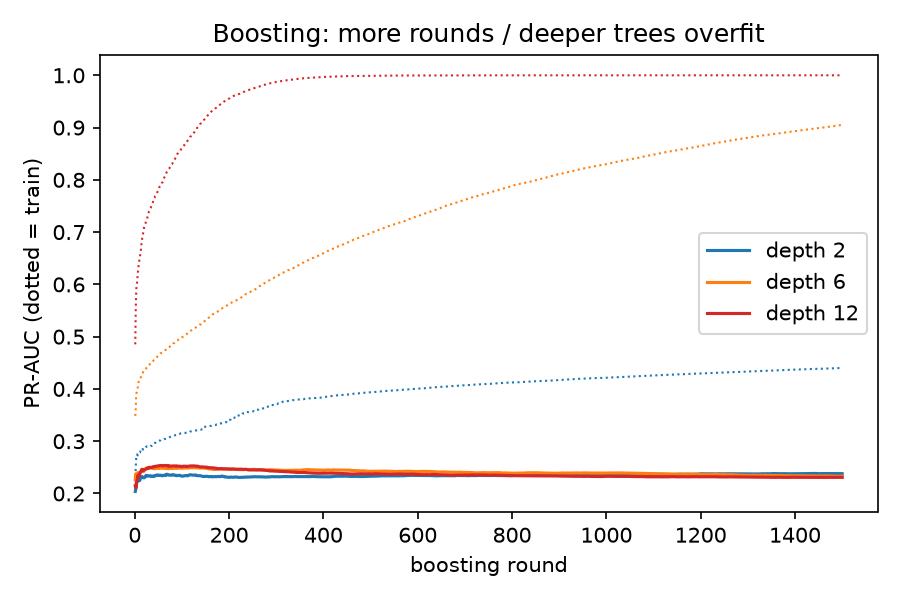 Boosting: more rounds / deeper trees overfit
PR-AUC (dotted = train)
1.0
0.9
0.8
0.7
0.6
0.5
0.4
0.3
0.2
depth 2
depth 6
depth 12
0 200 400 600 800 1000 1200 1400
boosting round